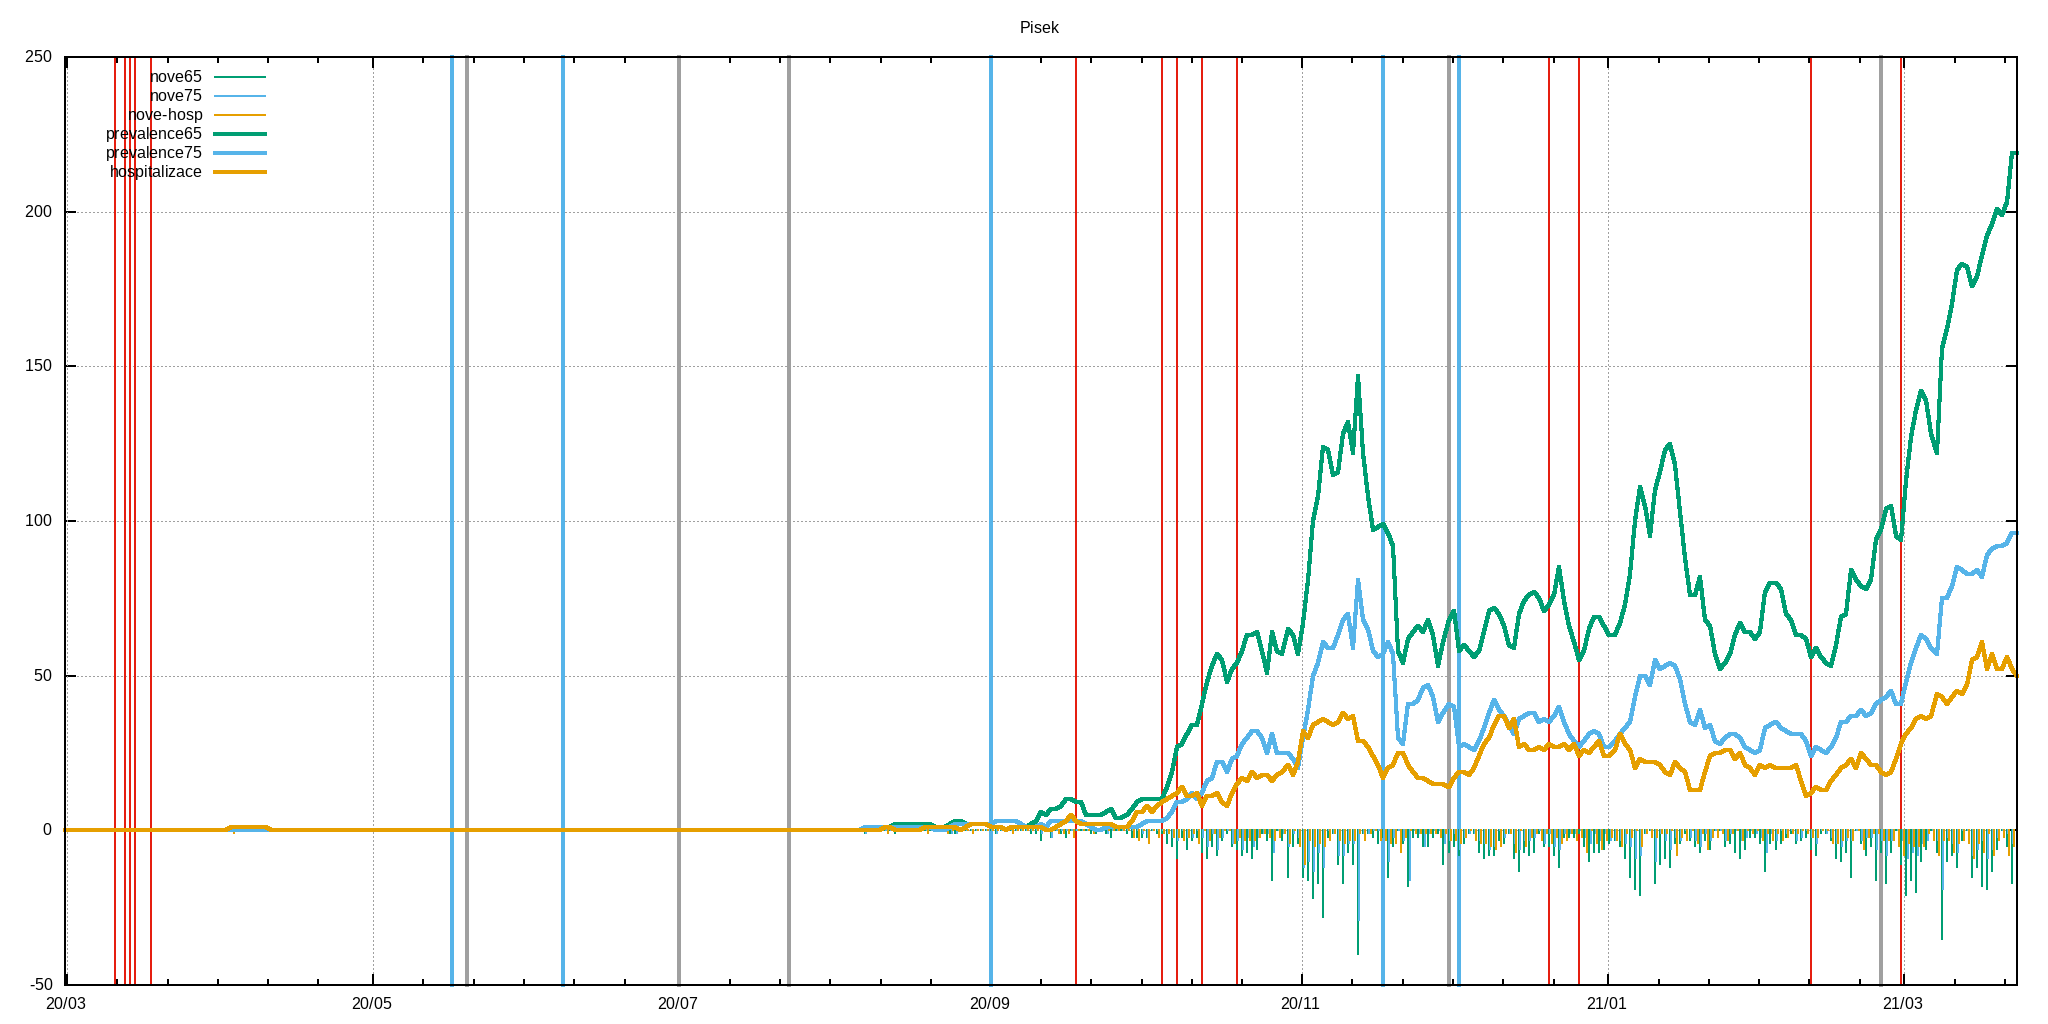 Pisek
250
nove65
nove75
nove-hosp
prevalence65
prevalence75
hospitalizace
200
150
100
50
0
-50
20/03 20/05 20/07 20/09 20/11 21/01 21/03